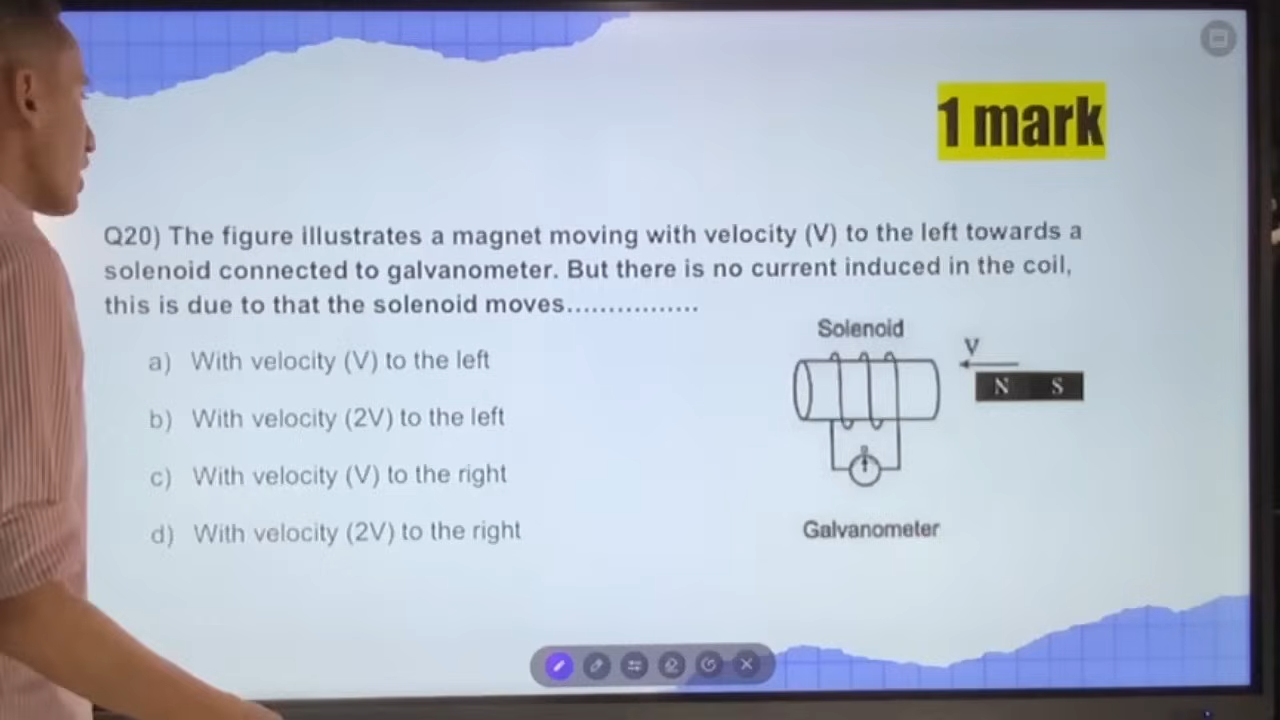 1 mark
Q20) The figure illustrates a magnet moving with velocity (V) to the left towards a
solenoid connected to galvanometer. But there is no current induced in the coil,
this is due to that the solenoid moves................
a) With velocity (V) to the left
b) With velocity (2V) to the left
c) With velocity (V) to the right
d) With velocity (2V) to the right
Solenoid
V
N S
Galvanometer